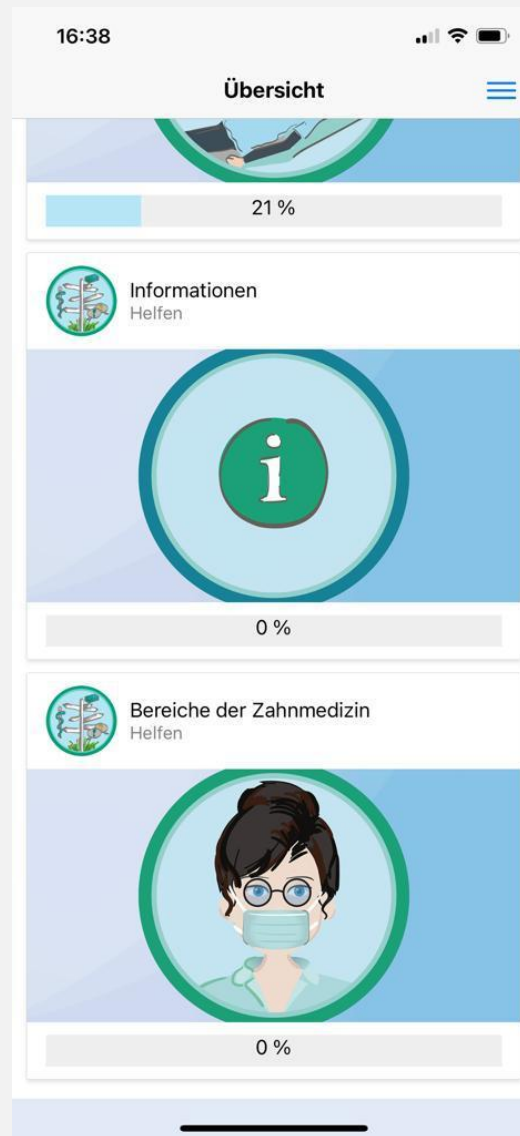 16:38
Übersicht
21 %
Informationen
Helfen
i
0 %
Bereiche der Zahnmedizin
Helfen
0 %